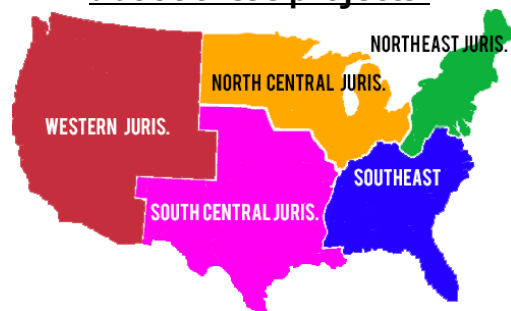 NORTHEAST JURIS.
NORTH CENTRAL JURIS.
WESTERN JURIS.
SOUTHEAST
SOUTH CENTRAL JURIS.